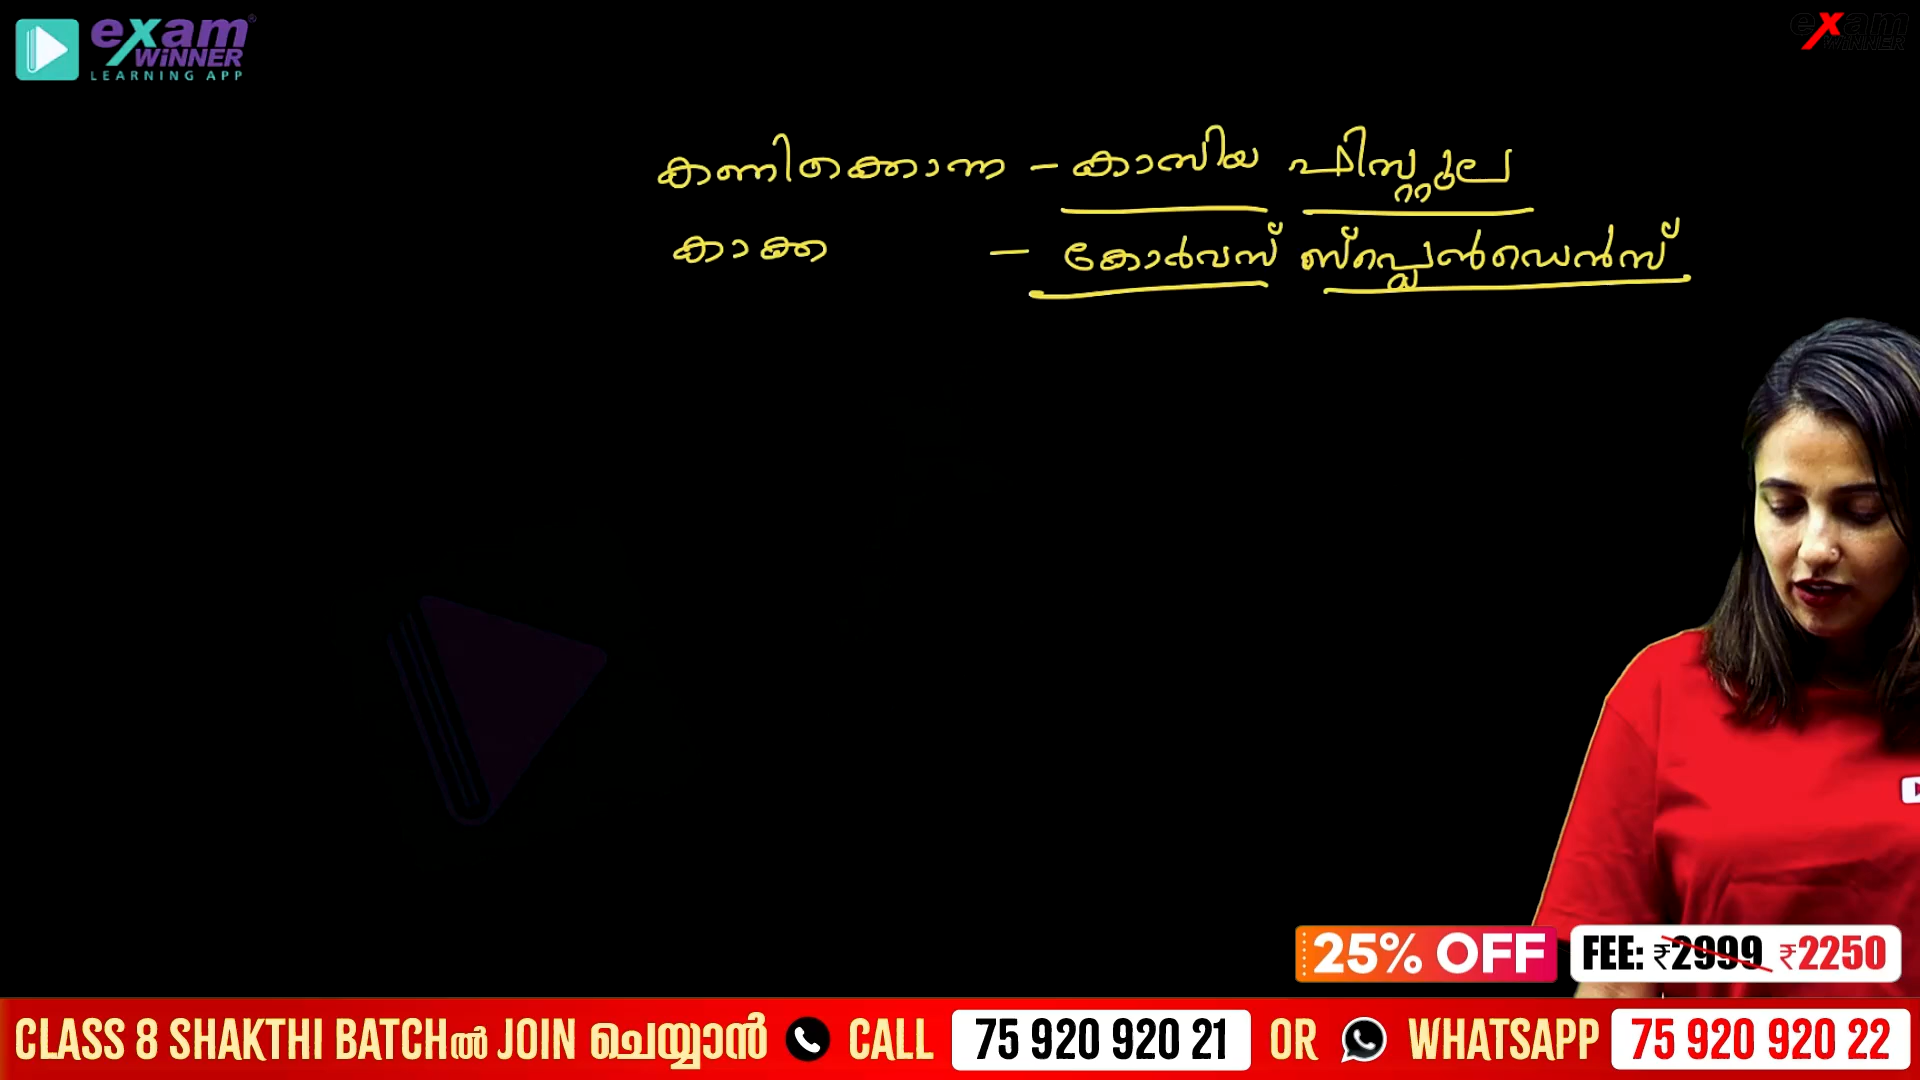 exam
WiNNER
LEARNING APP
exam
WiNNER
കണിക്കൊന്ന - കാസിയ ഫിസ്റ്റുല
കാക്ക - കോർവസ് സ്പ്ലെൻഡെൻസ്
25% OFF
FEE: ₹2999 ₹2250
CLASS 8 SHAKTHI BATCHൽ JOIN ചെയ്യാൻ CALL 75 920 920 21 OR WHATSAPP 75 920 920 22